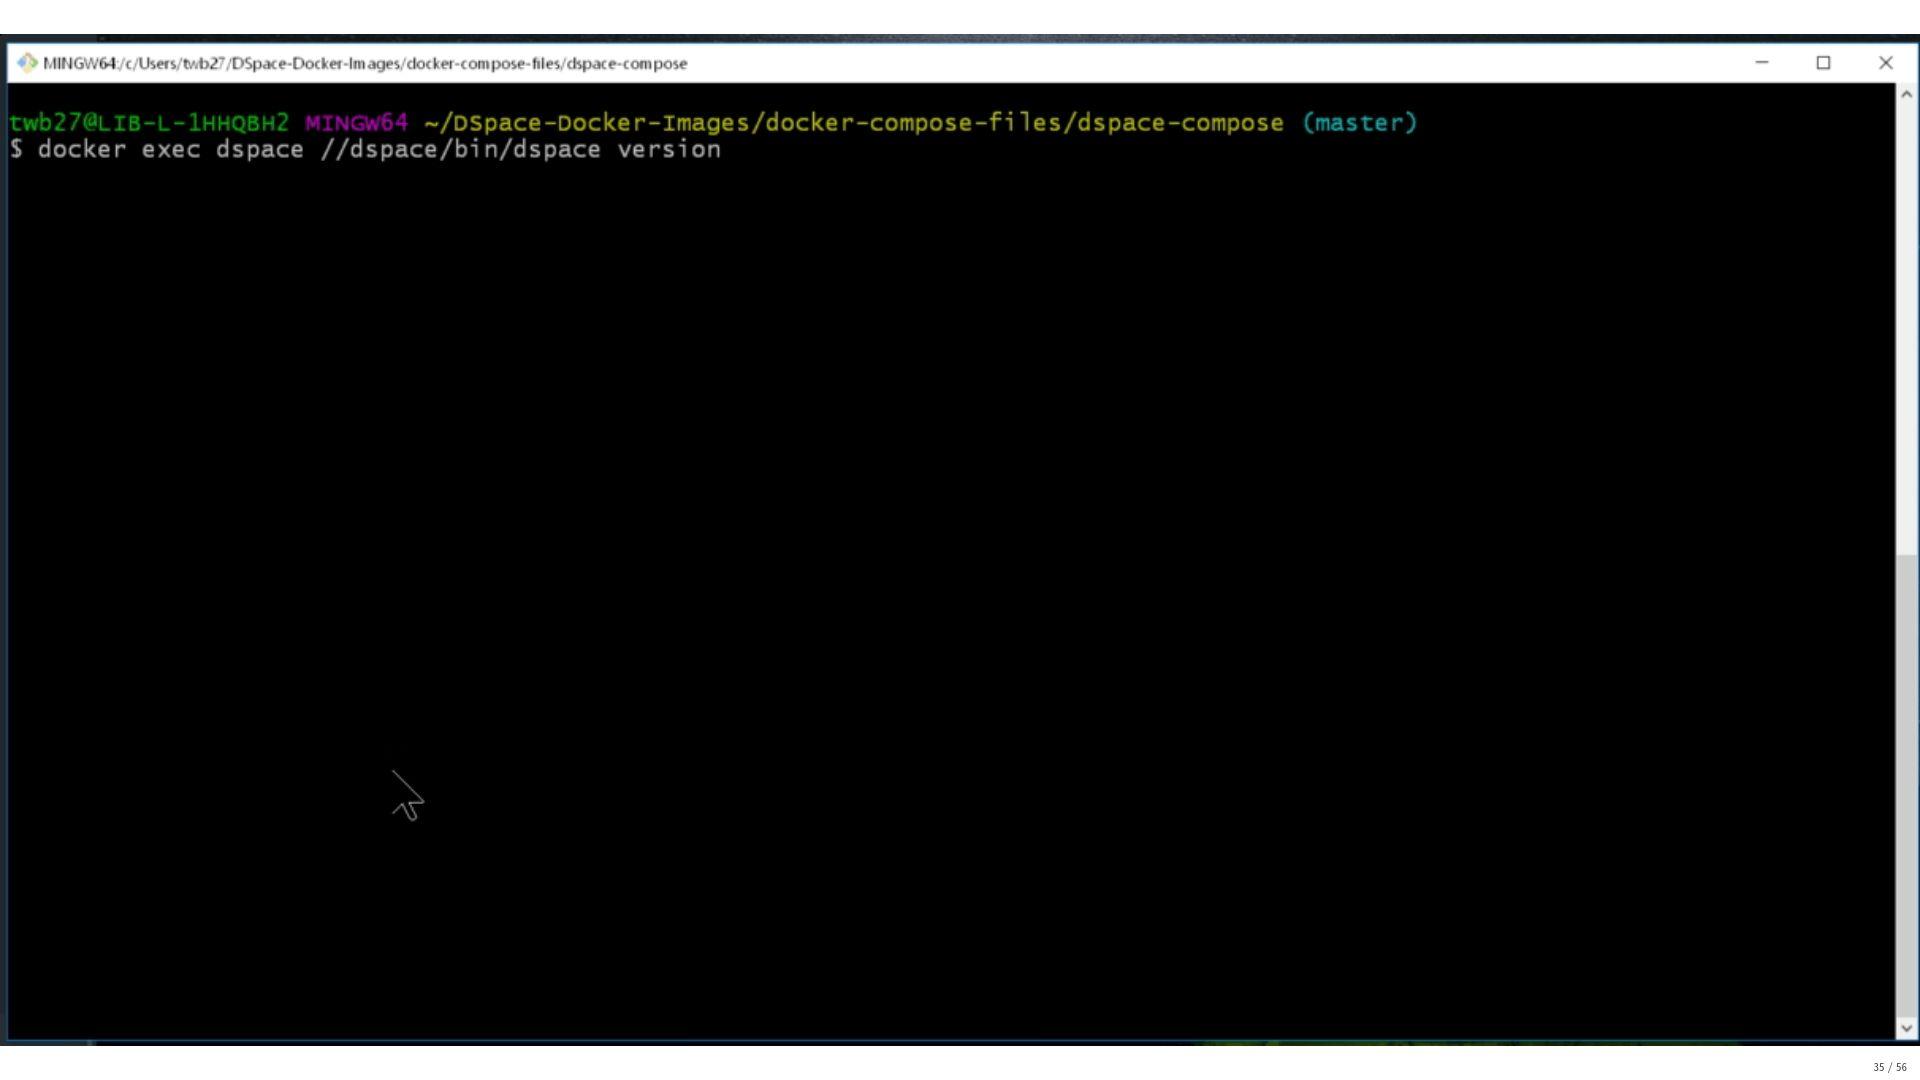 MINGW64:/c/Users/twb27/DSpace-Docker-Images/docker-compose-files/dspace-compose
twb27@LIB-L-1HHQBH2 MINGW64 ~/DSpace-Docker-Images/docker-compose-files/dspace-compose (master)
$ docker exec dspace //dspace/bin/dspace version
35 / 56